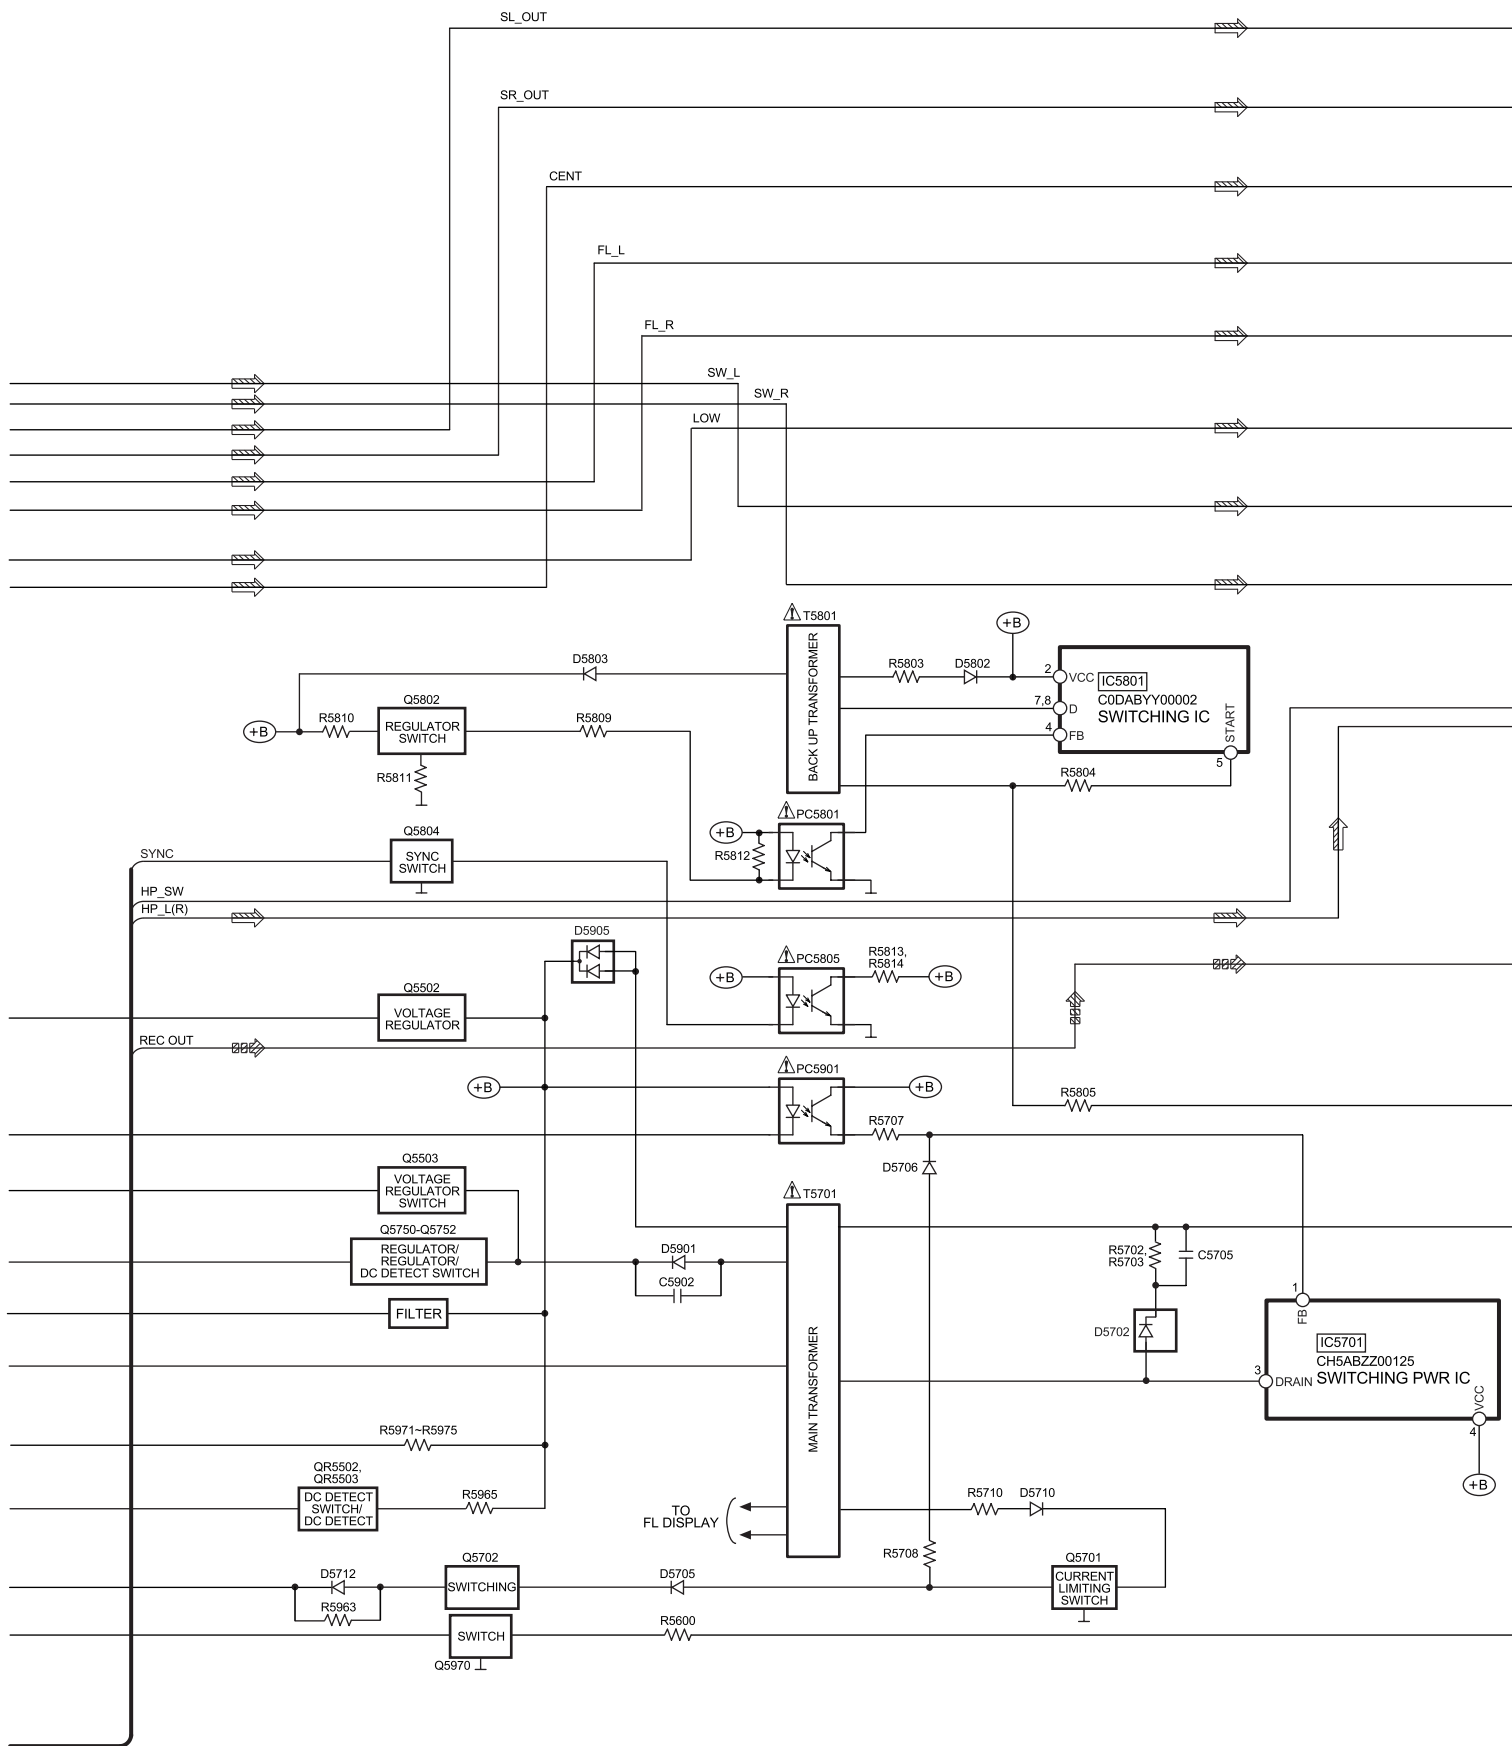 SL_OUT
SR_OUT
CENT
FL_L
FL_R
SW_L
SW_R
LOW
T5801
BACK UP TRANSFORMER
+B
D5803
R5803
D5802
2
VCC
IC5801
C0DABYY00002
SWITCHING IC
7,8
D
4
FB
START
5
Q5802
REGULATOR
SWITCH
+B
R5810
R5809
R5811
R5804
PC5801
+B
R5812
Q5804
SYNC
SWITCH
SYNC
HP_SW
HP_L(R)
D5905
PC5805
+B
R5813,
R5814
+B
Q5502
VOLTAGE
REGULATOR
REC OUT
PC5901
+B
+B
R5805
R5707
D5706
Q5503
VOLTAGE
REGULATOR
SWITCH
T5701
MAIN TRANSFORMER
Q5750-Q5752
REGULATOR/
REGULATOR/
DC DETECT SWITCH
D5901
C5902
R5702,
R5703
C5705
FILTER
D5702
1
FB
IC5701
CH5ABZZ00125
SWITCHING PWR IC
3
DRAIN
VCC
4
+B
R5971~R5975
QR5502,
QR5503
DC DETECT
SWITCH/
DC DETECT
R5965
TO
FL DISPLAY
R5710
D5710
R5708
Q5701
CURRENT
LIMITING
SWITCH
Q5702
SWITCHING
D5712
R5963
D5705
SWITCH
Q5970
R5600